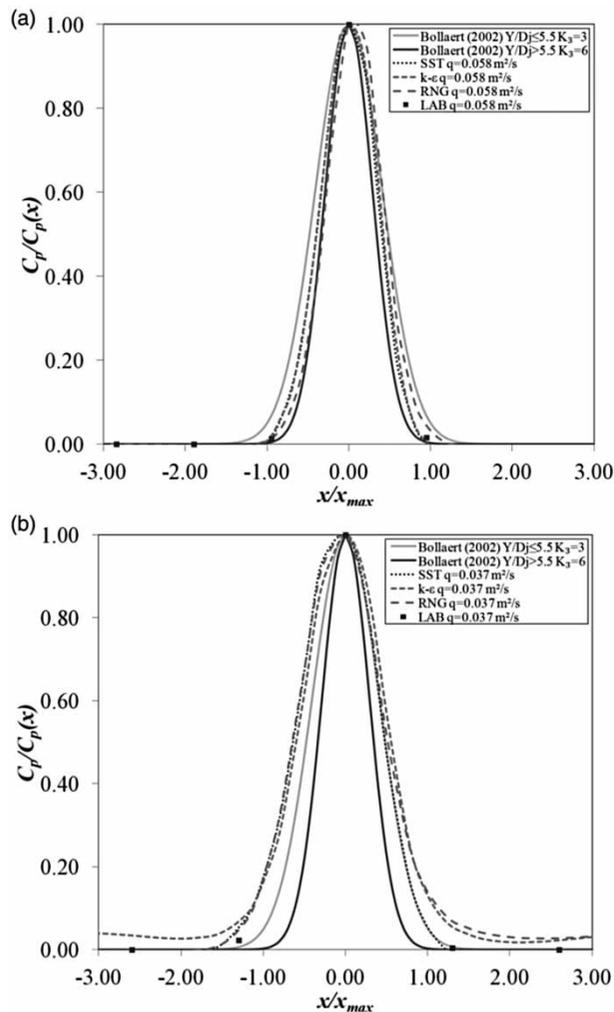 (a)
1.00
0.80
0.60
0.40
0.20
0.00
Cp/Cp(x)
Bollaert (2002) Y/Dj≤5.5 K₃=3
Bollaert (2002) Y/Dj>5.5 K₃=6
SST q=0.058 m²/s
k-ε q=0.058 m²/s
RNG q=0.058 m²/s
LAB q=0.058 m²/s
-3.00 -2.00 -1.00 0.00 1.00 2.00 3.00
x/xmax
(b)
1.00
0.80
0.60
0.40
0.20
0.00
Cp/Cp(x)
Bollaert (2002) Y/Dj≤5.5 K₃=3
Bollaert (2002) Y/Dj>5.5 K₃=6
SST q=0.037 m²/s
k-ε q=0.037 m²/s
RNG q=0.037 m²/s
LAB q=0.037 m²/s
-3.00 -2.00 -1.00 0.00 1.00 2.00 3.00
x/xmax